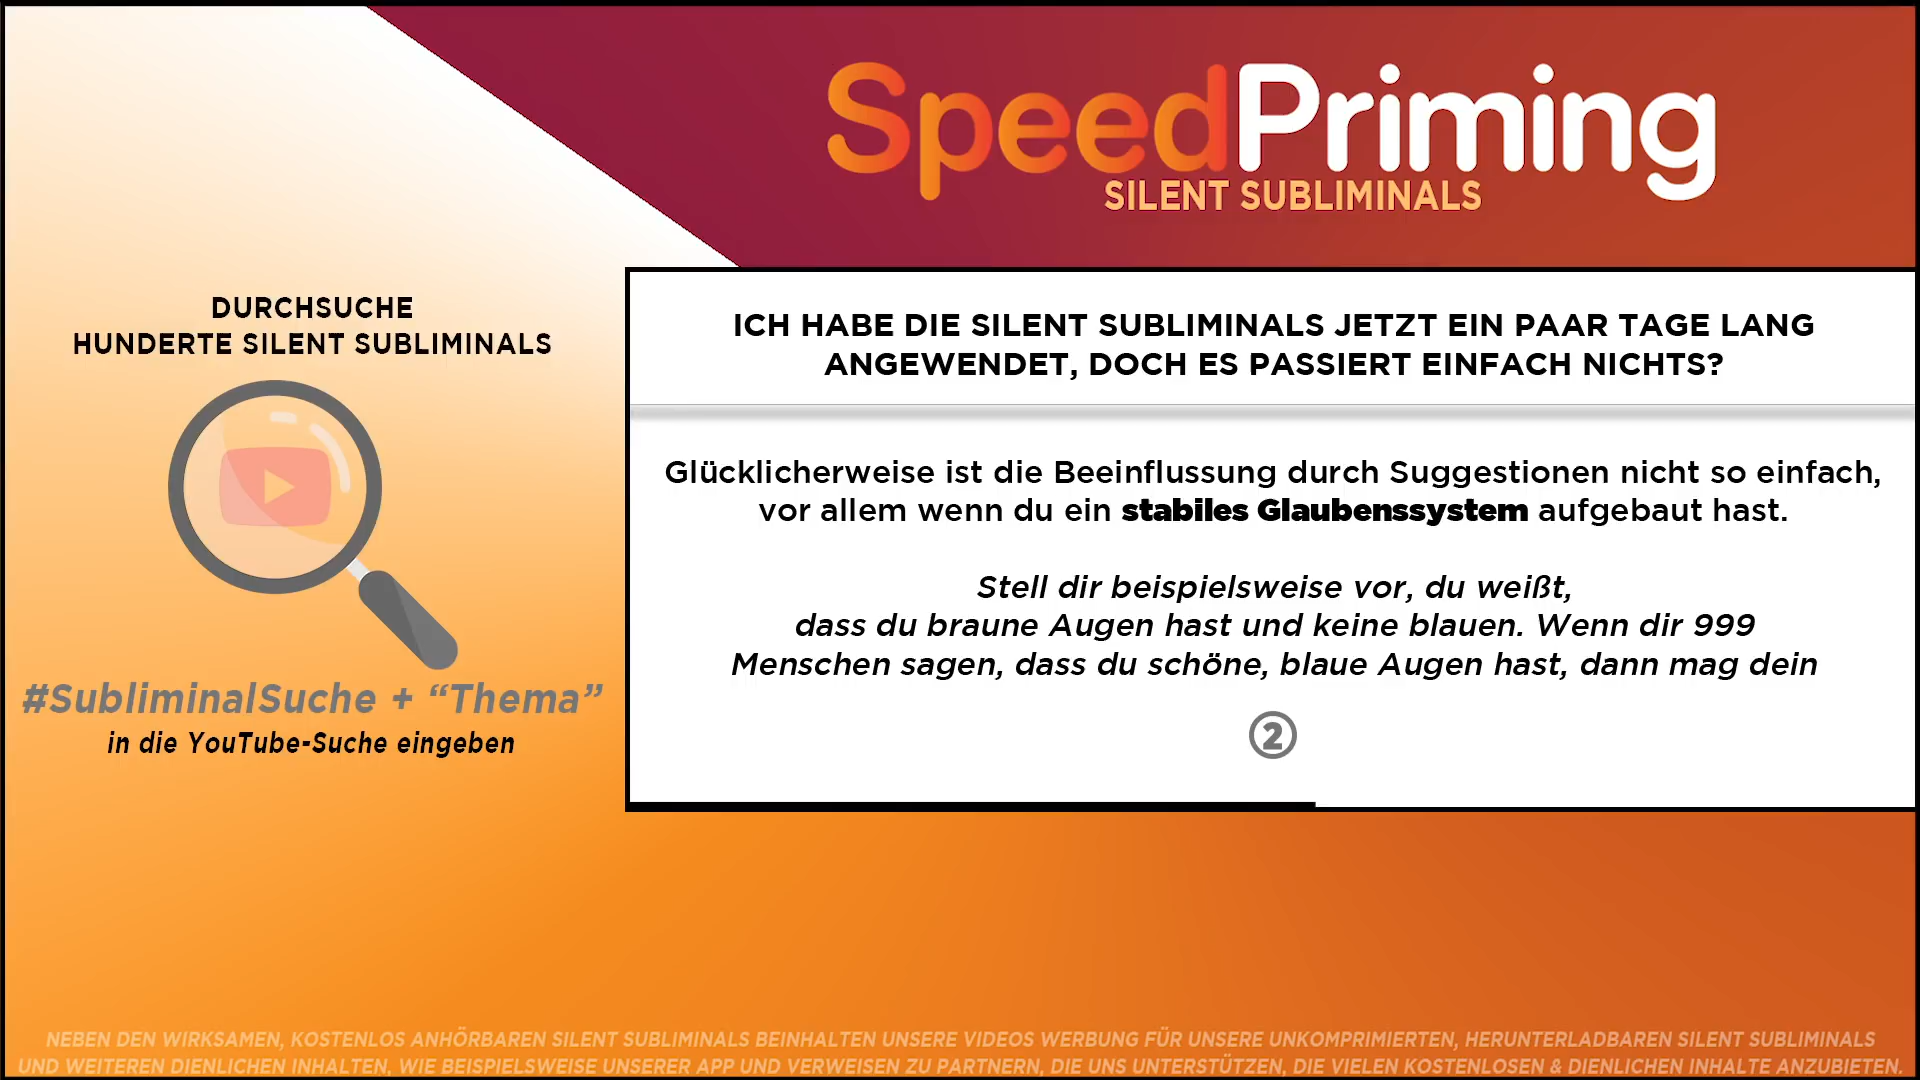 SpeedPriming
SILENT SUBLIMINALS
DURCHSUCHE
HUNDERTE SILENT SUBLIMINALS
#SubliminalSuche + “Thema”
in die YouTube-Suche eingeben
ICH HABE DIE SILENT SUBLIMINALS JETZT EIN PAAR TAGE LANG
ANGEWENDET, DOCH ES PASSIERT EINFACH NICHTS?
Glücklicherweise ist die Beeinflussung durch Suggestionen nicht so einfach,
vor allem wenn du ein stabiles Glaubenssystem aufgebaut hast.
Stell dir beispielsweise vor, du weißt,
dass du braune Augen hast und keine blauen. Wenn dir 999
Menschen sagen, dass du schöne, blaue Augen hast, dann mag dein
2
NEBEN DEN WIRKSAMEN, KOSTENLOS ANHÖRBAREN SILENT SUBLIMINALS BEINHALTEN UNSERE VIDEOS WERBUNG FÜR UNSERE UNKOMPRIMIERTEN, HERUNTERLADBAREN SILENT SUBLIMINALS
UND WEITEREN DIENLICHEN INHALTEN, WIE BEISPIELSWEISE UNSERER APP UND VERWEISEN ZU PARTNERN, DIE UNS UNTERSTÜTZEN, DIE VIELEN KOSTENLOSEN & DIENLICHEN INHALTE ANZUBIETEN.